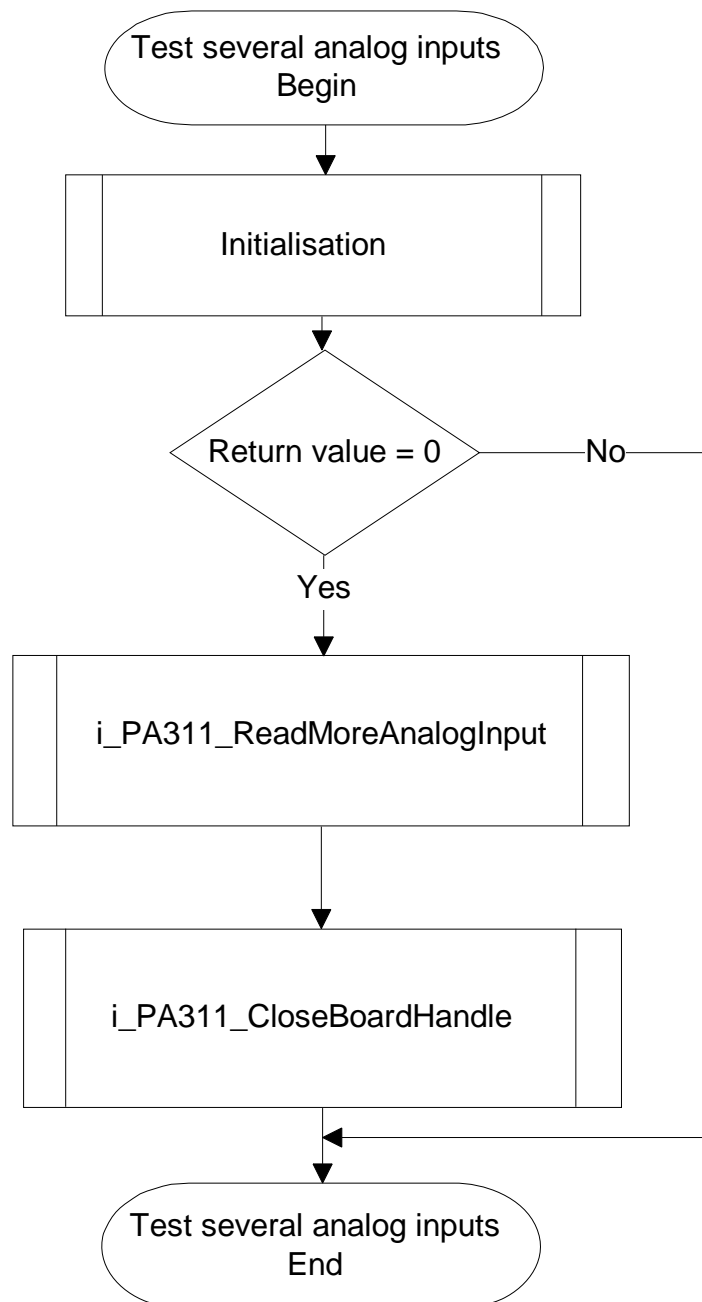 Test several analog inputs
Begin
Initialisation
Return value = 0
No
Yes
i_PA311_ReadMoreAnalogInput
i_PA311_CloseBoardHandle
Test several analog inputs
End